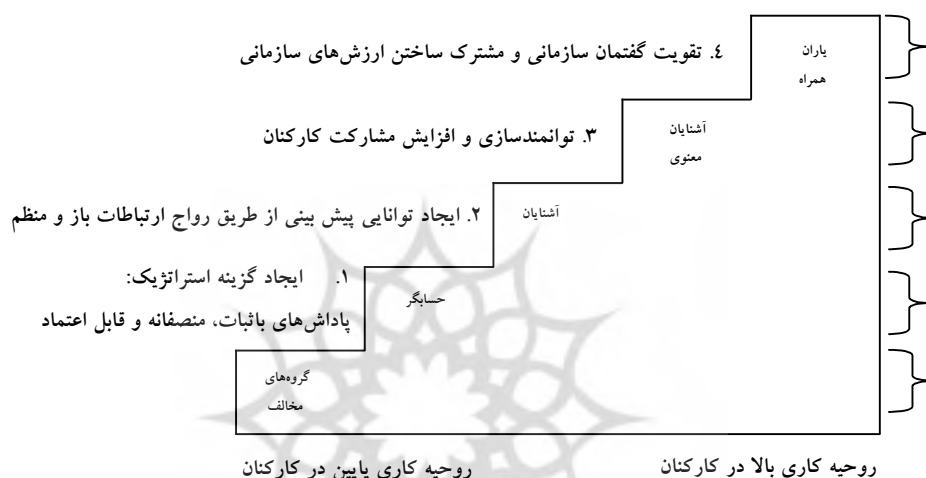 یاران
همراه
٤. تقویت گفتمان سازمانی و مشترک ساختن ارزش‌های سازمانی
آشنایان
معنوی
۳. توانمندسازی و افزایش مشارکت کارکنان
آشنایان
۲. ایجاد توانایی پیش بینی از طریق رواج ارتباطات باز و منظم
حسابگر
۱. ایجاد گزینه استراتژیک:
پاداش‌های باثبات، منصفانه و قابل اعتماد
گروه‌های
مخالف
روحیه کاری بالا در کارکنان
روحیه کاری پایین در کارکنان